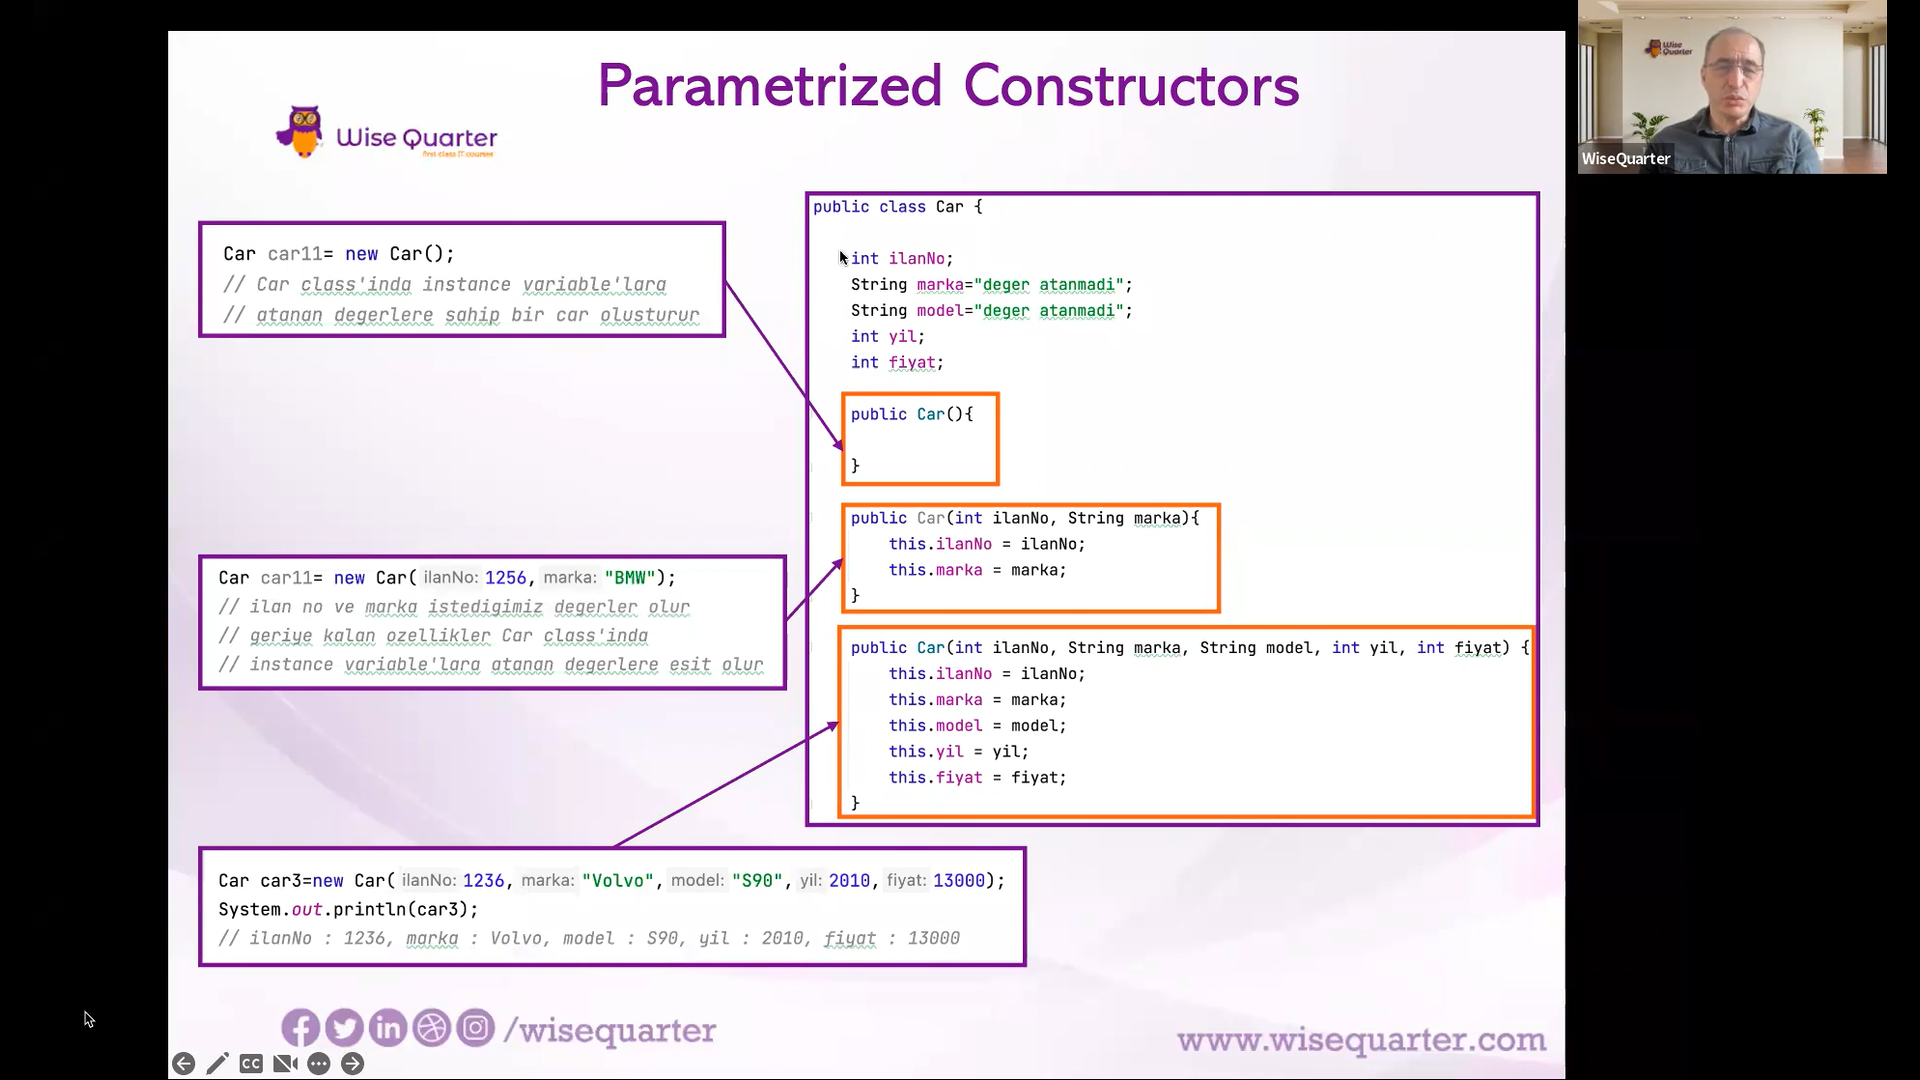 Parametrized Constructors
Wise Quarter
first class IT courses
Wise Quarter
WiseQuarter
Car car11= new Car();
// Car class'inda instance variable'lara
// atanan degerlere sahip bir car olusturur
public class Car {
int ilanNo;
String marka="deger atanmadi";
String model="deger atanmadi";
int yil;
int fiyat;
public Car(){
}
public Car(int ilanNo, String marka){
this.ilanNo = ilanNo;
this.marka = marka;
}
Car car11= new Car( ilanNo: 1256, marka: "BMW");
// ilan no ve marka istedigimiz degerler olur
// geriye kalan ozellikler Car class'inda
// instance variable'lara atanan degerlere esit olur
public Car(int ilanNo, String marka, String model, int yil, int fiyat) {
this.ilanNo = ilanNo;
this.marka = marka;
this.model = model;
this.yil = yil;
this.fiyat = fiyat;
}
Car car3=new Car( ilanNo: 1236, marka: "Volvo", model: "S90", yil: 2010, fiyat: 13000);
System.out.println(car3);
// ilanNo : 1236, marka : Volvo, model : S90, yil : 2010, fiyat : 13000
/wisequarter
www.wisequarter.com
CC